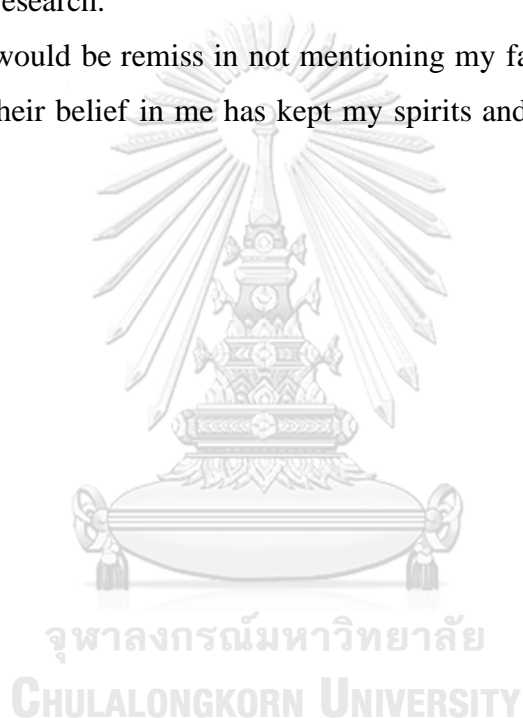 esearch.
would be remiss in not mentioning my fa
heir belief in me has kept my spirits and
จุฬาลงกรณ์มหาวิทยาลัย
CHULALONGKORN UNIVERSITY